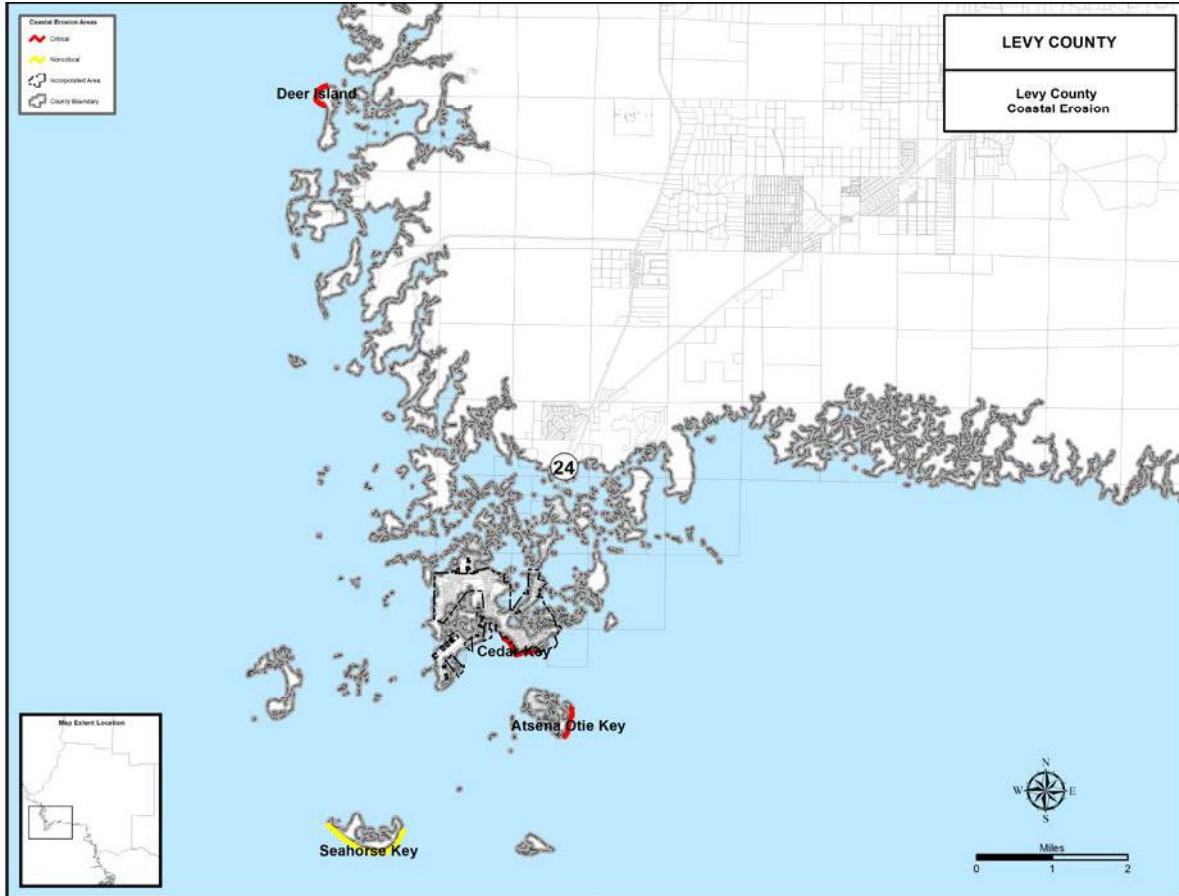 Coastal Erosion Areas
Critical
Noncritical
Incorporated Area
County Boundary
LEVY COUNTY
Levy County
Coastal Erosion
Deer Island
24
Cedar Key
Atsena Otie Key
Seahorse Key
Map Extent Location
N
W E
S
Miles
0 1 2